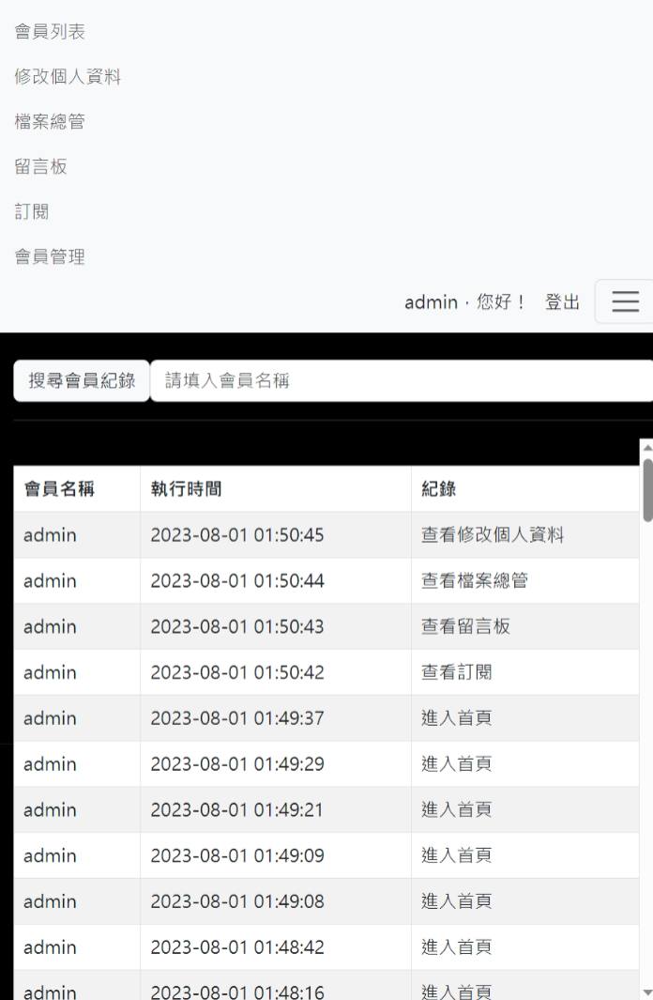 會員列表
修改個人資料
檔案總管
留言板
訂閱
會員管理
admin，您好！ 登出
搜尋會員紀錄 請填入會員名稱
會員名稱 執行時間 紀錄
admin 2023-08-01 01:50:45 查看修改個人資料
admin 2023-08-01 01:50:44 查看檔案總管
admin 2023-08-01 01:50:43 查看留言板
admin 2023-08-01 01:50:42 查看訂閱
admin 2023-08-01 01:49:37 進入首頁
admin 2023-08-01 01:49:29 進入首頁
admin 2023-08-01 01:49:21 進入首頁
admin 2023-08-01 01:49:09 進入首頁
admin 2023-08-01 01:49:08 進入首頁
admin 2023-08-01 01:48:42 進入首頁
admin 2023-08-01 01:48:16 進入首頁